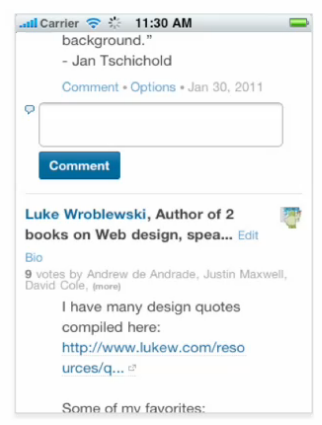 Carrier 11:30 AM
background.”
- Jan Tschichold
Comment • Options • Jan 30, 2011
Comment
Luke Wroblewski, Author of 2
books on Web design, spea... Edit
Bio
9 votes by Andrew de Andrade, Justin Maxwell,
David Cole, (more)
I have many design quotes
compiled here:
http://www.lukew.com/reso
urces/q...
Some of my favorites: